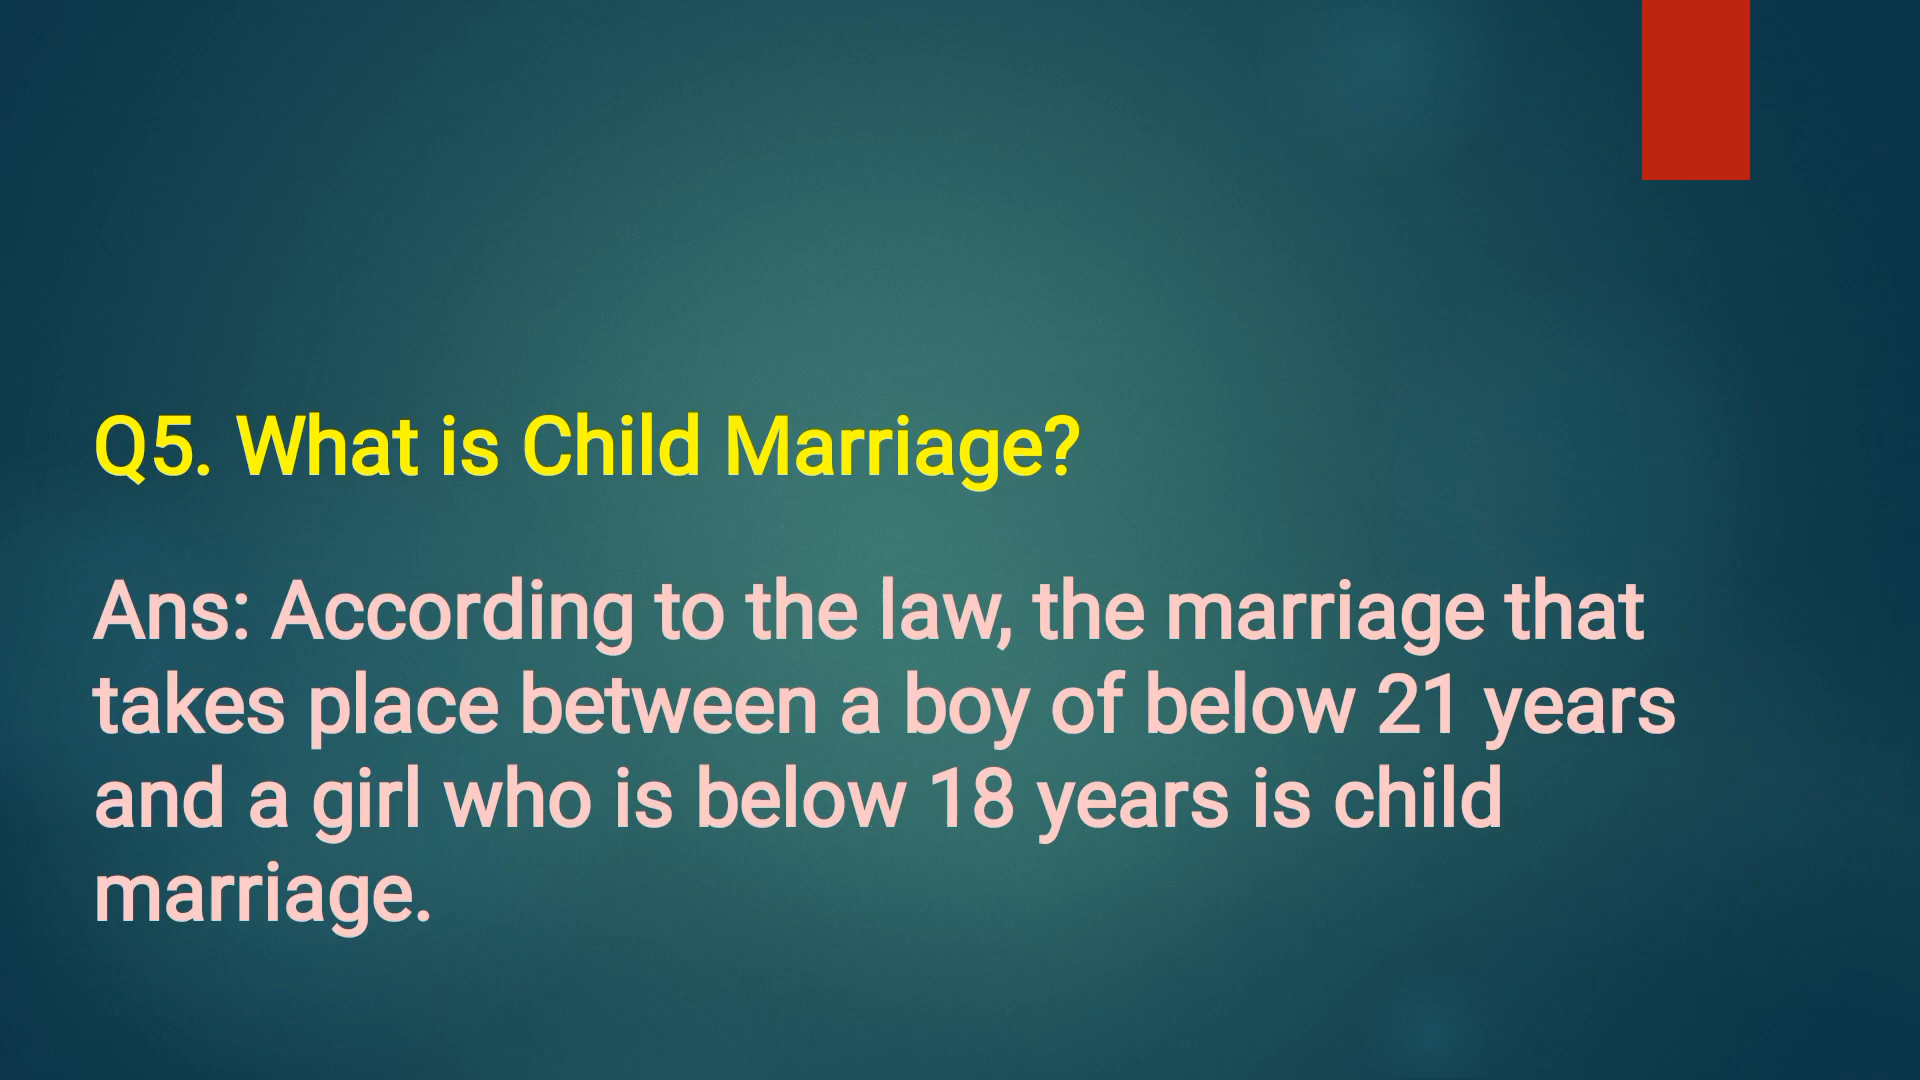 Q5. What is Child Marriage?
Ans: According to the law, the marriage that
takes place between a boy of below 21 years
and a girl who is below 18 years is child
marriage.